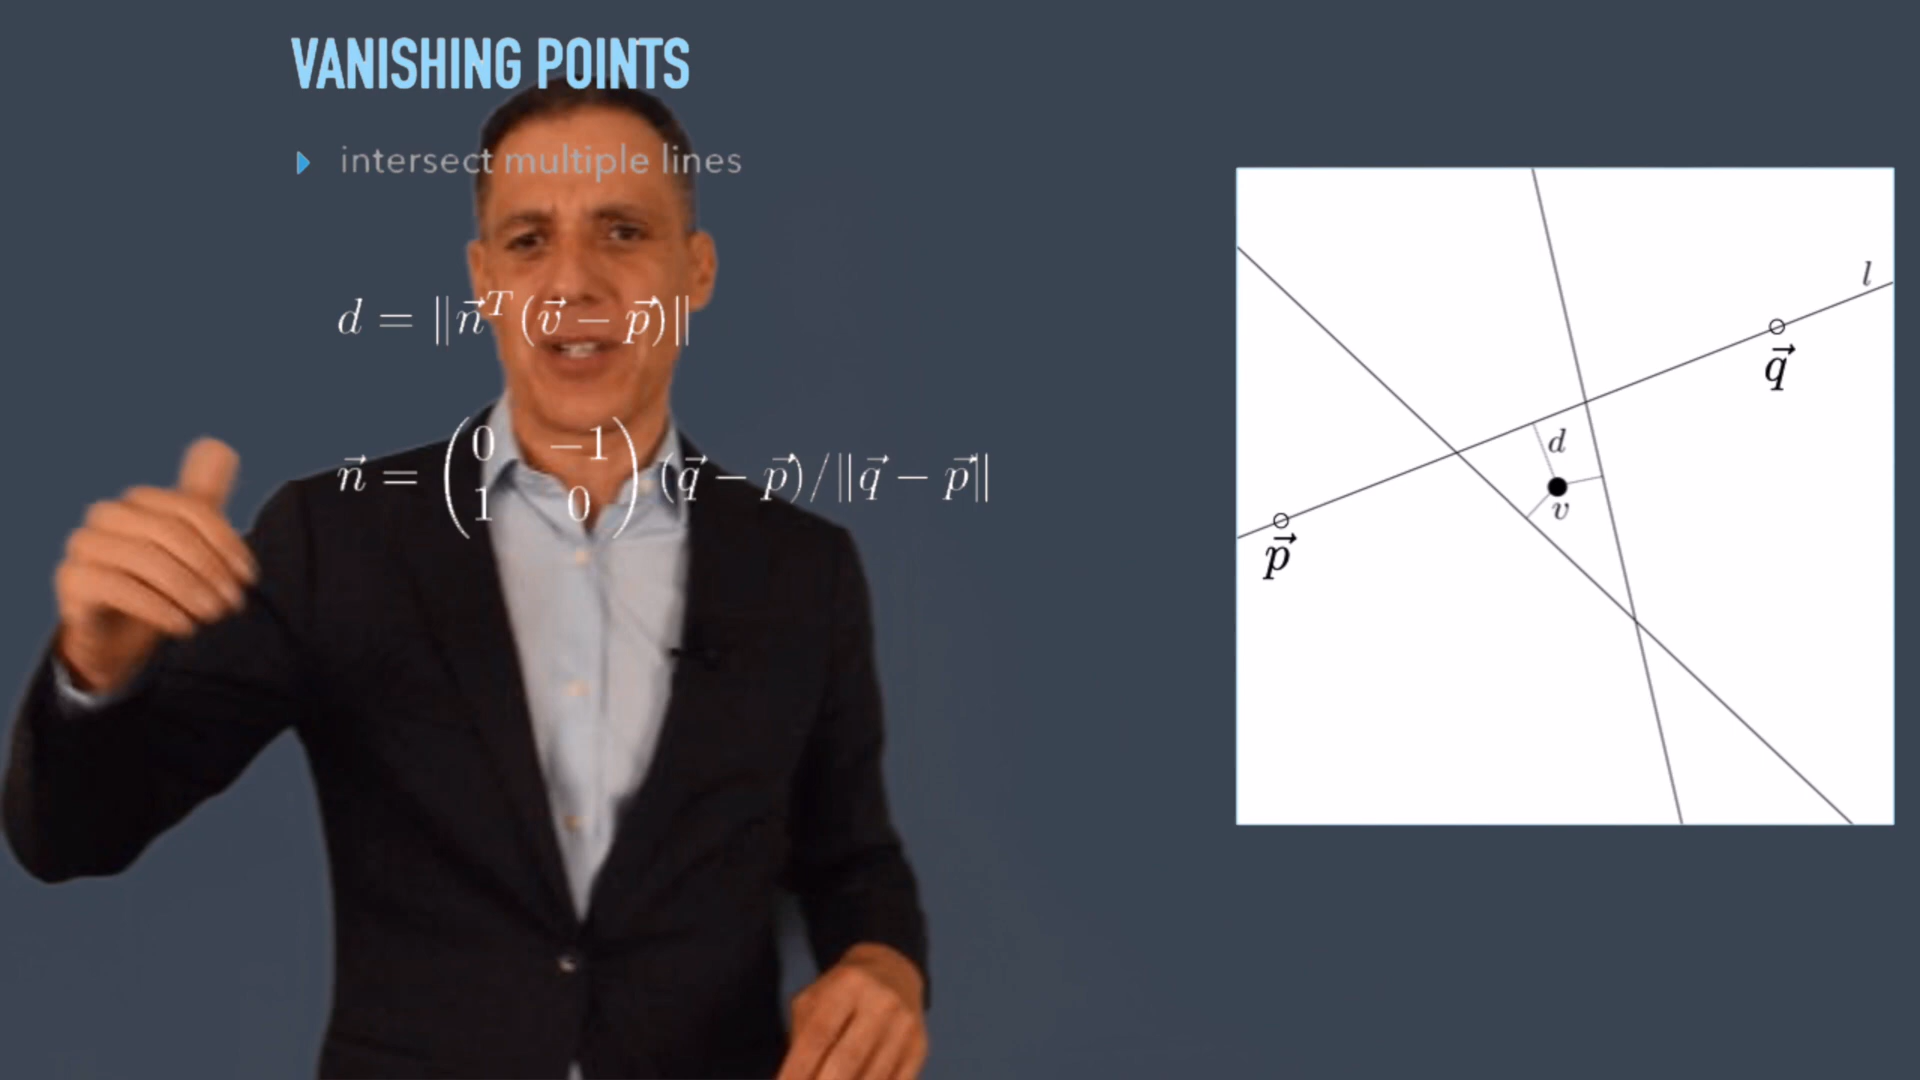 VANISHING POINTS
intersect multiple lines
d = ‖n⃗ᵀ(v⃗ − p⃗)‖
n⃗ = (0 −1
1 0) (q⃗ − p⃗)/‖q⃗ − p⃗‖
l
q⃗
d
v
p⃗